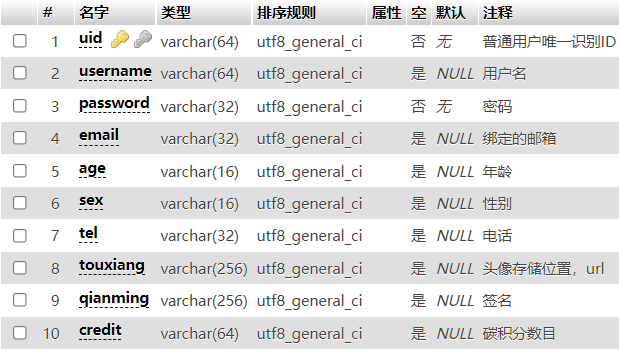 # 名字 类型 排序规则 属性 空 默认 注释
1 uid varchar(64) utf8_general_ci 否 无 普通用户唯一识别ID
2 username varchar(64) utf8_general_ci 是 NULL 用户名
3 password varchar(32) utf8_general_ci 否 无 密码
4 email varchar(32) utf8_general_ci 是 NULL 绑定的邮箱
5 age varchar(16) utf8_general_ci 是 NULL 年龄
6 sex varchar(16) utf8_general_ci 是 NULL 性别
7 tel varchar(32) utf8_general_ci 是 NULL 电话
8 touxiang varchar(256) utf8_general_ci 是 NULL 头像存储位置，url
9 qianming varchar(256) utf8_general_ci 是 NULL 签名
10 credit varchar(64) utf8_general_ci 是 NULL 碳积分数目